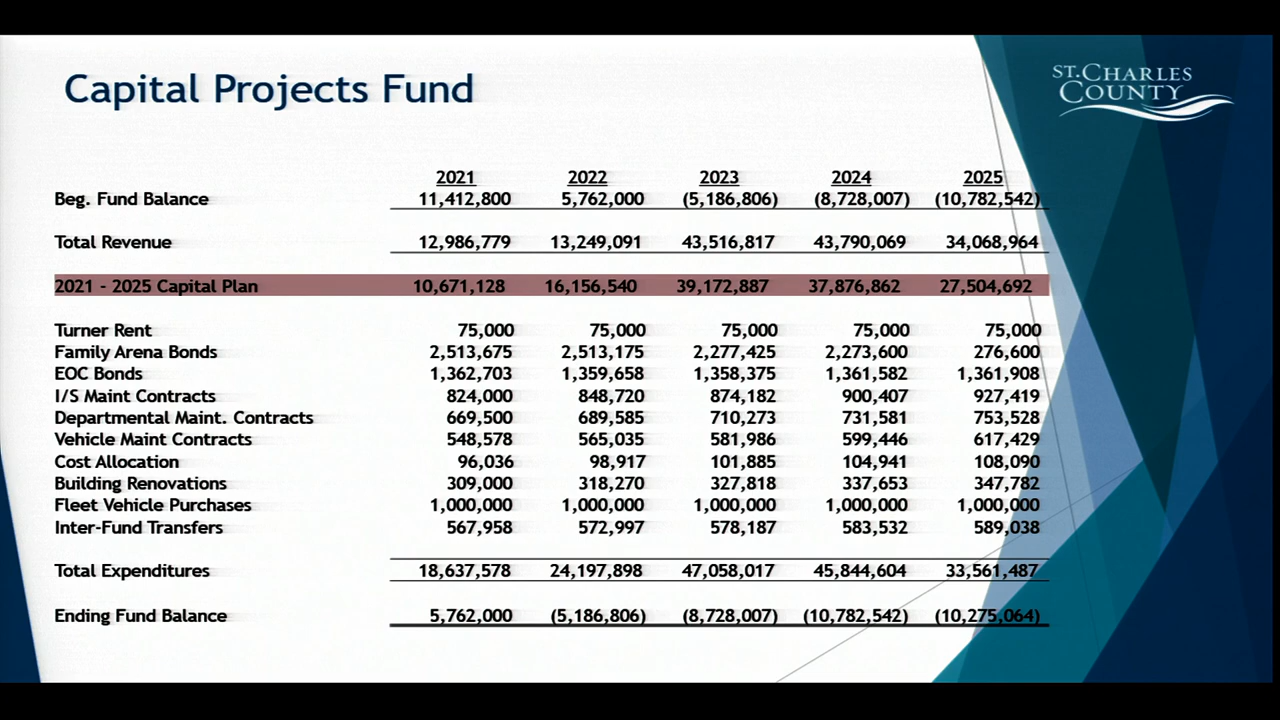 Capital Projects Fund
ST. CHARLES
COUNTY
2021 2022 2023 2024 2025
Beg. Fund Balance 11,412,800 5,762,000 (5,186,806) (8,728,007) (10,782,542)
Total Revenue 12,986,779 13,249,091 43,516,817 43,790,069 34,068,964
2021 - 2025 Capital Plan 10,671,128 16,156,540 39,172,887 37,876,862 27,504,692
Turner Rent 75,000 75,000 75,000 75,000 75,000
Family Arena Bonds 2,513,675 2,513,175 2,277,425 2,273,600 276,600
EOC Bonds 1,362,703 1,359,658 1,358,375 1,361,582 1,361,908
I/S Maint Contracts 824,000 848,720 874,182 900,407 927,419
Departmental Maint. Contracts 669,500 689,585 710,273 731,581 753,528
Vehicle Maint Contracts 548,578 565,035 581,986 599,446 617,429
Cost Allocation 96,036 98,917 101,885 104,941 108,090
Building Renovations 309,000 318,270 327,818 337,653 347,782
Fleet Vehicle Purchases 1,000,000 1,000,000 1,000,000 1,000,000 1,000,000
Inter-Fund Transfers 567,958 572,997 578,187 583,532 589,038
Total Expenditures 18,637,578 24,197,898 47,058,017 45,844,604 33,561,487
Ending Fund Balance 5,762,000 (5,186,806) (8,728,007) (10,782,542) (10,275,064)